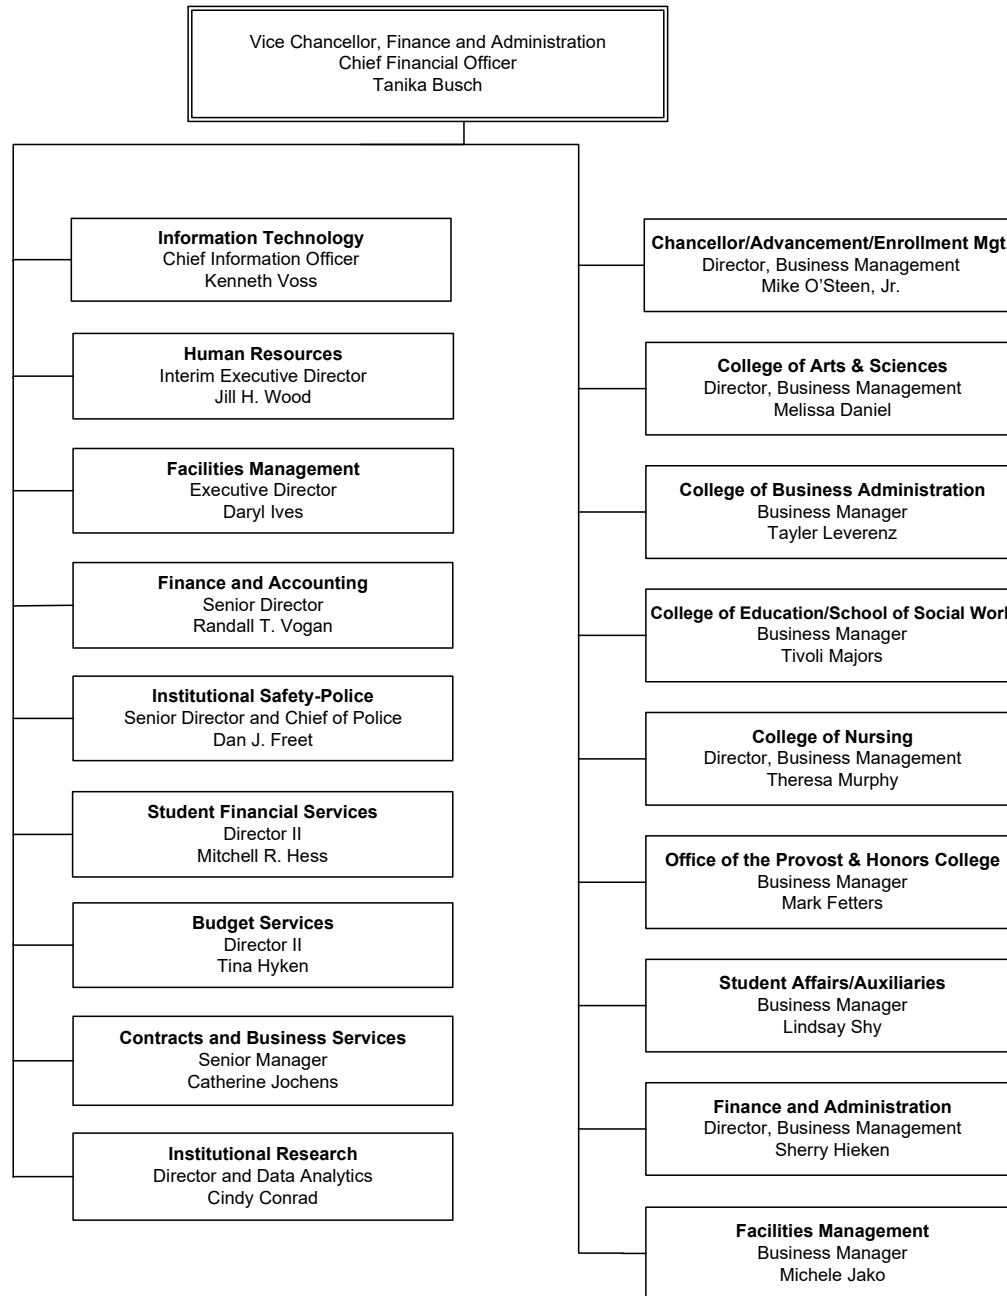 Vice Chancellor, Finance and Administration
Chief Financial Officer
Tanika Busch
Information Technology
Chief Information Officer
Kenneth Voss
Human Resources
Interim Executive Director
Jill H. Wood
Facilities Management
Executive Director
Daryl Ives
Finance and Accounting
Senior Director
Randall T. Vogan
Institutional Safety-Police
Senior Director and Chief of Police
Dan J. Freet
Student Financial Services
Director II
Mitchell R. Hess
Budget Services
Director II
Tina Hyken
Contracts and Business Services
Senior Manager
Catherine Jochens
Institutional Research
Director and Data Analytics
Cindy Conrad
Chancellor/Advancement/Enrollment Mgt.
Director, Business Management
Mike O’Steen, Jr.
College of Arts & Sciences
Director, Business Management
Melissa Daniel
College of Business Administration
Business Manager
Tayler Leverenz
College of Education/School of Social Work
Business Manager
Tivoli Majors
College of Nursing
Director, Business Management
Theresa Murphy
Office of the Provost & Honors College
Business Manager
Mark Fetters
Student Affairs/Auxiliaries
Business Manager
Lindsay Shy
Finance and Administration
Director, Business Management
Sherry Hieken
Facilities Management
Business Manager
Michele Jako